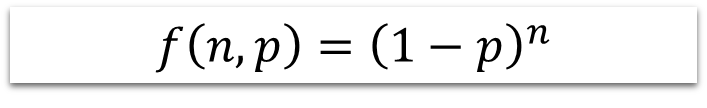 f(n, p) = (1 − p)ⁿ